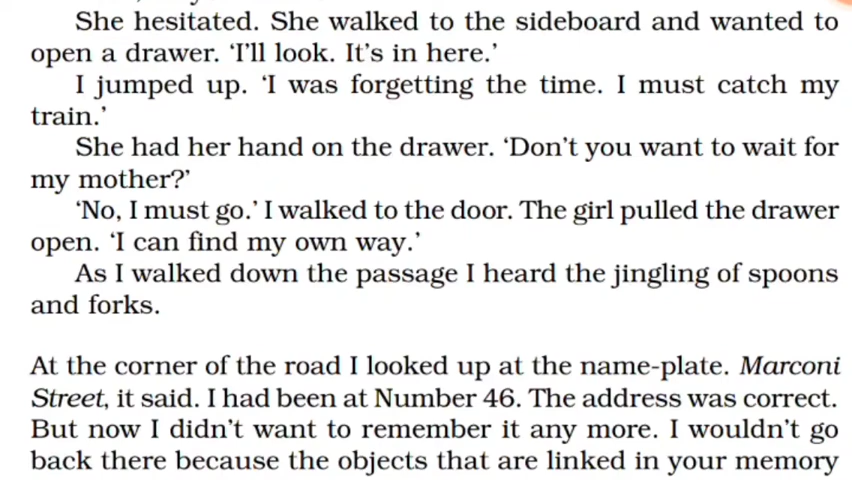 She hesitated. She walked to the sideboard and wanted to
open a drawer. ‘I’ll look. It’s in here.’
I jumped up. ‘I was forgetting the time. I must catch my
train.’
She had her hand on the drawer. ‘Don’t you want to wait for
my mother?’
‘No, I must go.’ I walked to the door. The girl pulled the drawer
open. ‘I can find my own way.’
As I walked down the passage I heard the jingling of spoons
and forks.
At the corner of the road I looked up at the name-plate. Marconi
Street, it said. I had been at Number 46. The address was correct.
But now I didn’t want to remember it any more. I wouldn’t go
back there because the objects that are linked in your memory